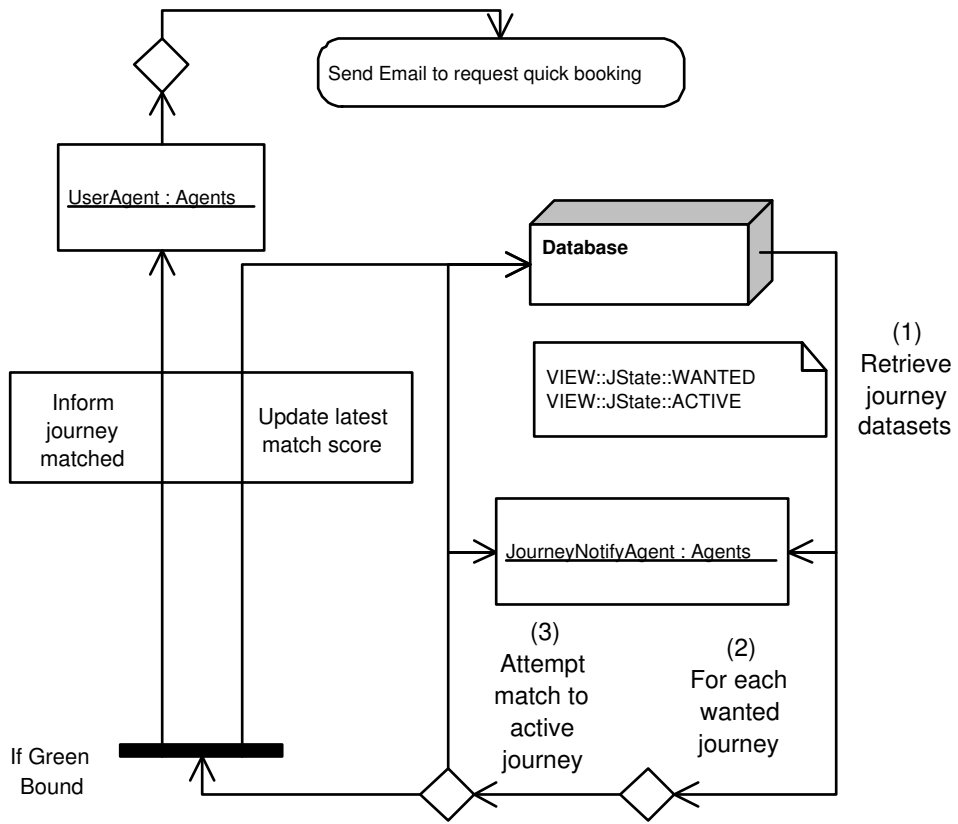 Send Email to request quick booking
UserAgent : Agents
Database
(1)
Retrieve
journey
datasets
VIEW::JState::WANTED
VIEW::JState::ACTIVE
Inform
journey
matched
Update latest
match score
JourneyNotifyAgent : Agents
(3)
Attempt
match to
active
journey
(2)
For each
wanted
journey
If Green
Bound